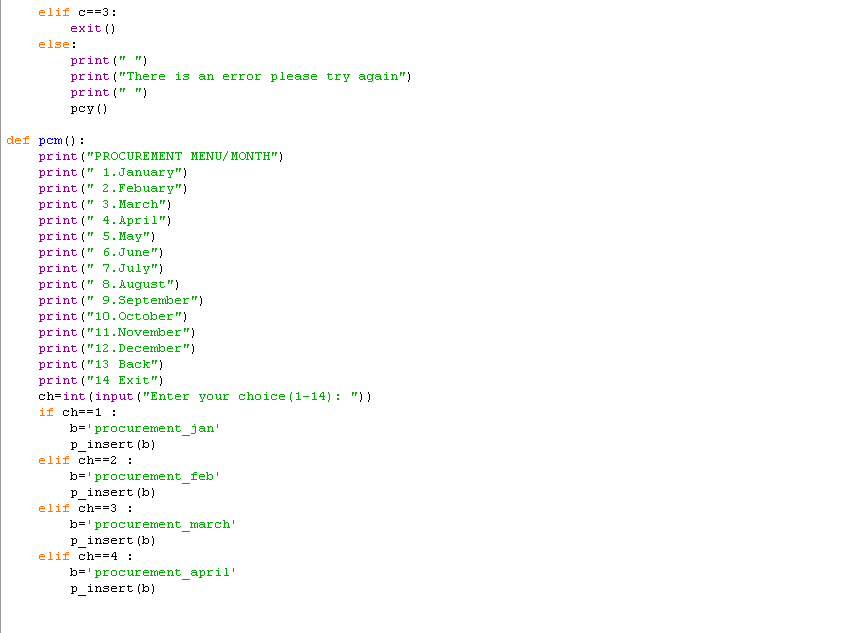 elif c==3:
exit()
else:
print(" ")
print("There is an error please try again")
print(" ")
pcy()
def pcm():
print("PROCUREMENT MENU/MONTH")
print(" 1.January")
print(" 2.Febuary")
print(" 3.March")
print(" 4.April")
print(" 5.May")
print(" 6.June")
print(" 7.July")
print(" 8.August")
print(" 9.September")
print("10.October")
print("11.November")
print("12.December")
print("13 Back")
print("14 Exit")
ch=int(input("Enter your choice(1-14): "))
if ch==1 :
b='procurement_jan'
p_insert(b)
elif ch==2 :
b='procurement_feb'
p_insert(b)
elif ch==3 :
b='procurement_march'
p_insert(b)
elif ch==4 :
b='procurement_april'
p_insert(b)